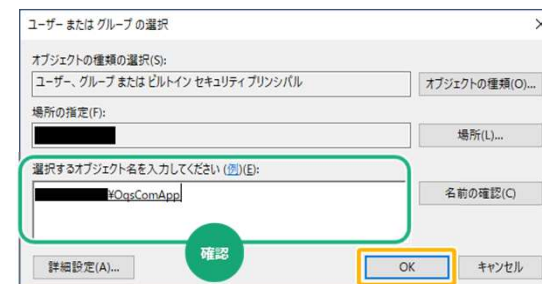 ユーザー または グループ の選択
オブジェクトの種類の選択(S):
ユーザー、グループ または ビルトイン セキュリティ プリンシパル
オブジェクトの種類(O)...
場所の指定(F):
場所(L)...
選択するオブジェクト名を入力してください (例)(E):
¥OqsComApp
名前の確認(C)
確認
詳細設定(A)...
OK
キャンセル